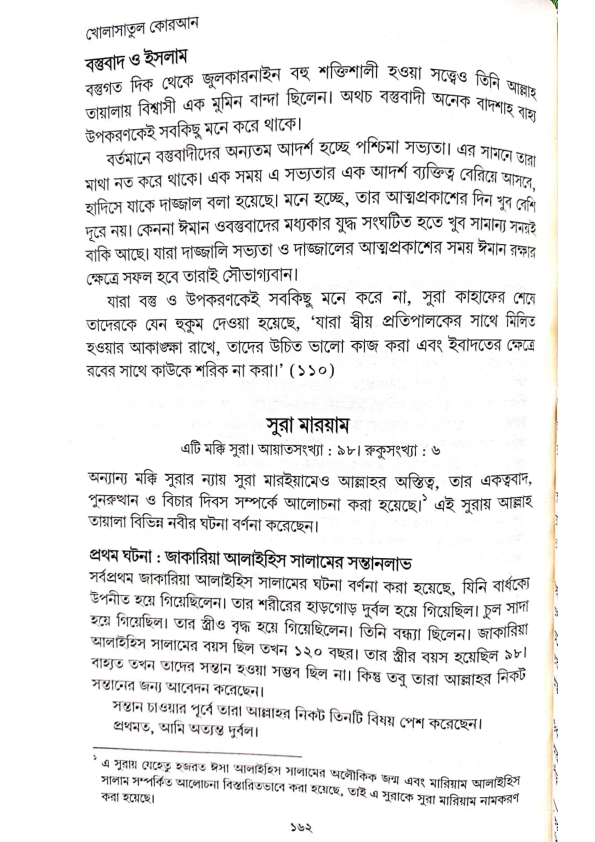 খোলাসাতুল কোরআন
বস্তুবাদ ও ইসলাম
বস্তুগত দিক থেকে জুলকারনাইন বহু শক্তিশালী হওয়া সত্ত্বেও তিনি আল্লাহ
তায়ালায় বিশ্বাসী এক মুমিন বান্দা ছিলেন। অথচ বস্তুবাদী অনেক বাদশাহ বাহ্য
উপকরণকেই সবকিছু মনে করে থাকে।
বর্তমানে বস্তুবাদীদের অন্যতম আদর্শ হচ্ছে পশ্চিমা সভ্যতা। এর সামনে তারা
মাথা নত করে থাকে। এক সময় এ সভ্যতার এক আদর্শ ব্যক্তিত্ব বেরিয়ে আসবে,
হাদিসে যাকে দাজ্জাল বলা হয়েছে। মনে হচ্ছে, তার আত্মপ্রকাশের দিন খুব বেশি
দূরে নয়। কেননা ঈমান ওবস্তুবাদের মধ্যকার যুদ্ধ সংঘটিত হতে খুব সামান্য সময়ই
বাকি আছে। যারা দাজ্জালি সভ্যতা ও দাজ্জালের আত্মপ্রকাশের সময় ঈমান রক্ষার
ক্ষেত্রে সফল হবে তারাই সৌভাগ্যবান।
যারা বস্তু ও উপকরণকেই সবকিছু মনে করে না, সুরা কাহাফের শেষে
তাদেরকে যেন হুকুম দেওয়া হয়েছে, ‘যারা স্বীয় প্রতিপালকের সাথে মিলিত
হওয়ার আকাঙ্ক্ষা রাখে, তাদের উচিত ভালো কাজ করা এবং ইবাদতের ক্ষেত্রে
রবের সাথে কাউকে শরিক না করা।’ (১১০)
সুরা মারয়াম
এটি মক্কি সুরা। আয়াতসংখ্যা : ৯৮। রুকুসংখ্যা : ৬
অন্যান্য মক্কি সুরার ন্যায় সুরা মারইয়ামেও আল্লাহর অস্তিত্ব, তার একত্ববাদ,
পুনরুত্থান ও বিচার দিবস সম্পর্কে আলোচনা করা হয়েছে।১ এই সুরায় আল্লাহ
তায়ালা বিভিন্ন নবীর ঘটনা বর্ণনা করেছেন।
প্রথম ঘটনা : জাকারিয়া আলাইহিস সালামের সন্তানলাভ
সর্বপ্রথম জাকারিয়া আলাইহিস সালামের ঘটনা বর্ণনা করা হয়েছে, যিনি বার্ধক্যে
উপনীত হয়ে গিয়েছিলেন। তার শরীরের হাড়গোড় দুর্বল হয়ে গিয়েছিল। চুল সাদা
হয়ে গিয়েছিল। তার স্ত্রীও বৃদ্ধ হয়ে গিয়েছিলেন। তিনি বন্ধ্যা ছিলেন। জাকারিয়া
আলাইহিস সালামের বয়স ছিল তখন ১২০ বছর। তার স্ত্রীর বয়স হয়েছিল ৯৮।
বাহ্যত তখন তাদের সন্তান হওয়া সম্ভব ছিল না। কিন্তু তবু তারা আল্লাহর নিকট
সন্তানের জন্য আবেদন করেছেন।
সন্তান চাওয়ার পূর্বে তারা আল্লাহর নিকট তিনটি বিষয় পেশ করেছেন।
প্রথমত, আমি অত্যন্ত দুর্বল।
১ এ সুরায় যেহেতু হজরত ঈসা আলাইহিস সালামের অলৌকিক জন্ম এবং মারিয়াম আলাইহিস
সালাম সম্পর্কিত আলোচনা বিস্তারিতভাবে করা হয়েছে, তাই এ সুরাকে সুরা মারিয়াম নামকরণ
করা হয়েছে।
১৬২